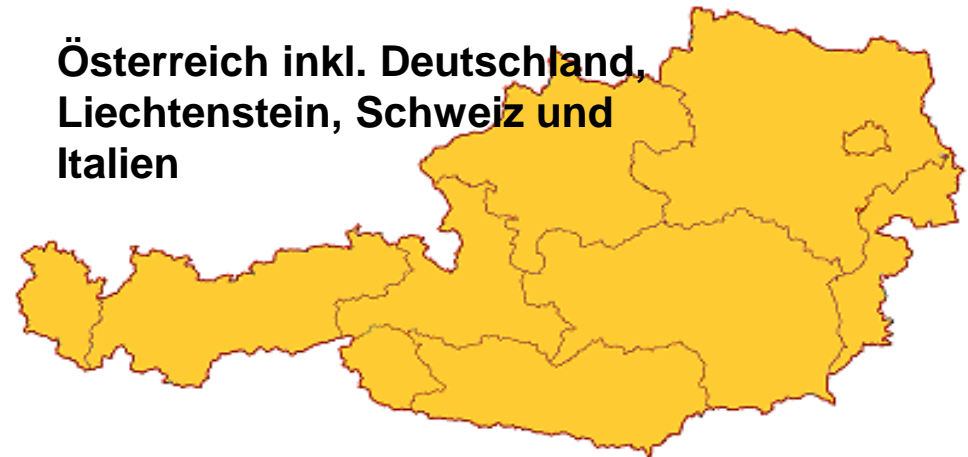 Österreich inkl. Deutschland,
Liechtenstein, Schweiz und
Italien